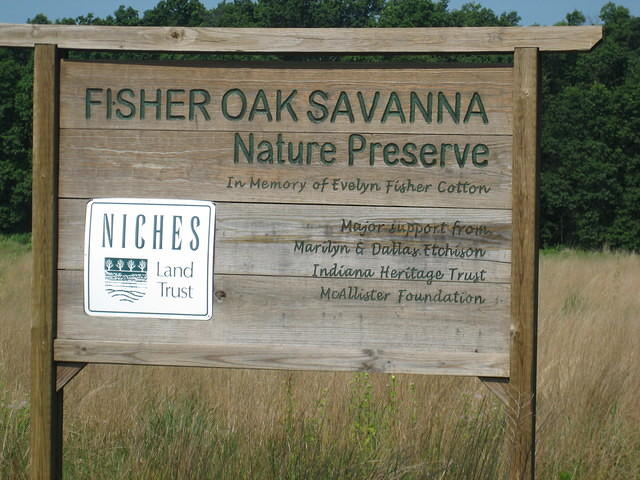 FISHER OAK SAVANNA
Nature Preserve
In Memory of Evelyn Fisher Cotton
NICHES
Land
Trust
Major support from
Marilyn & Dallas Etchison
Indiana Heritage Trust
McAllister Foundation